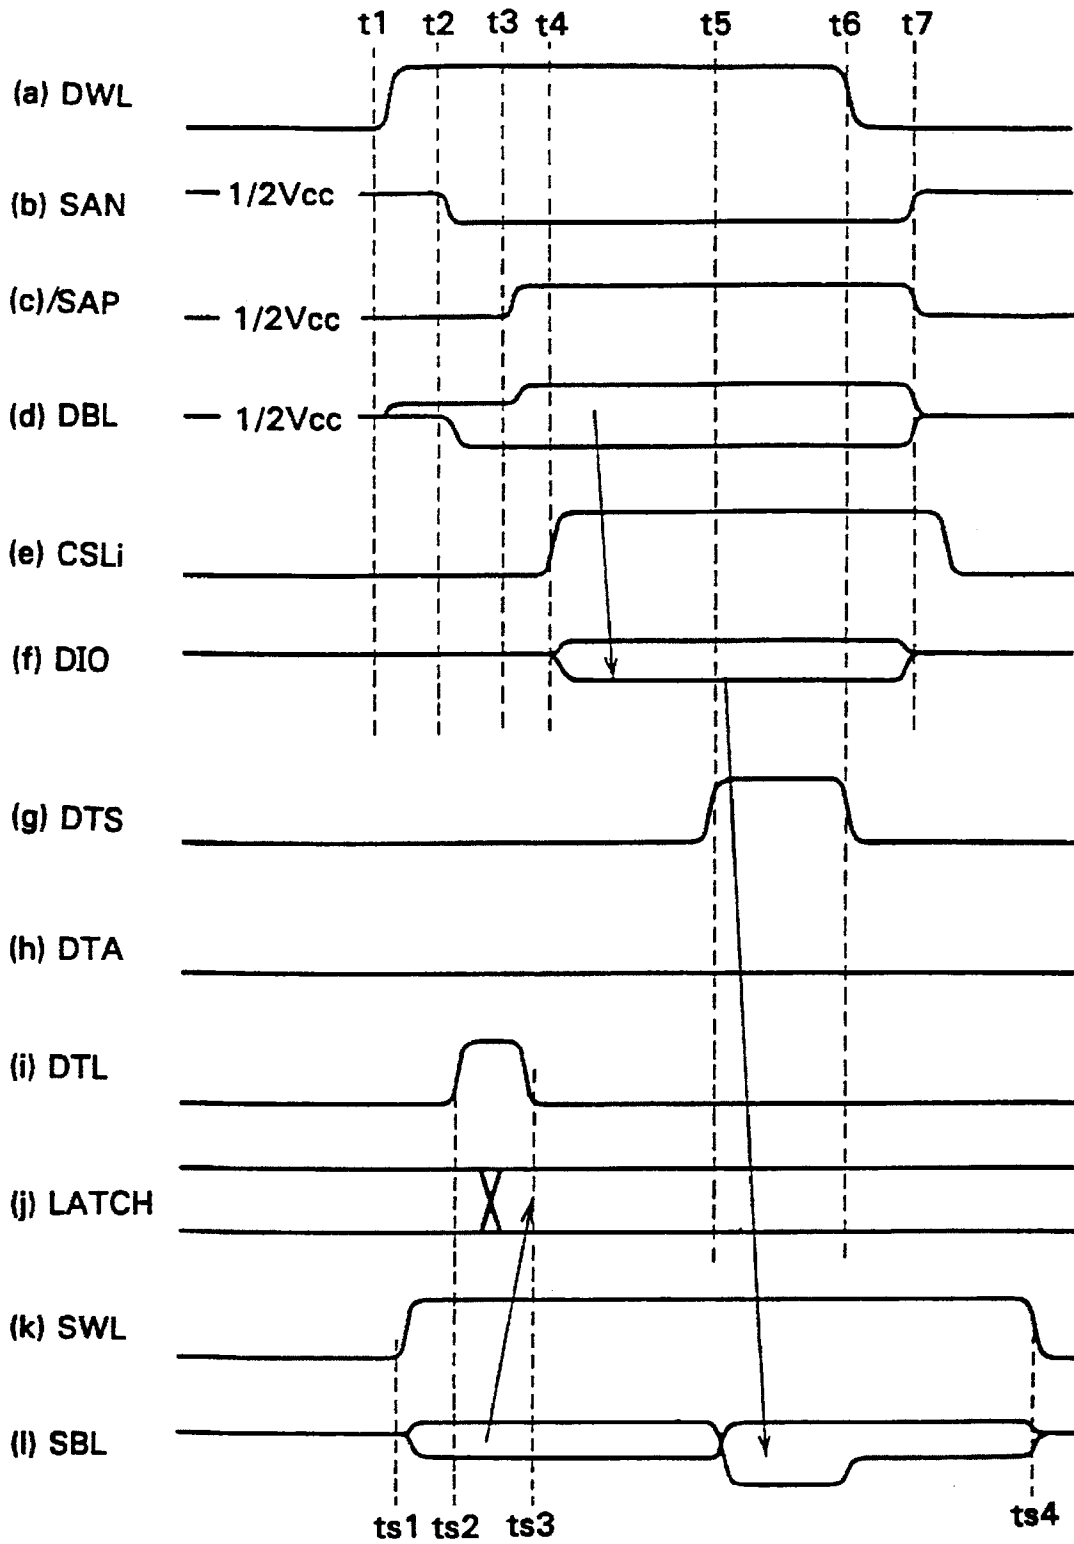 t1 t2 t3 t4 t5 t6 t7
(a) DWL
(b) SAN 1/2Vcc
(c)/SAP 1/2Vcc
(d) DBL 1/2Vcc
(e) CSLi
(f) DIO
(g) DTS
(h) DTA
(i) DTL
(j) LATCH
(k) SWL
(l) SBL
ts1 ts2 ts3 ts4